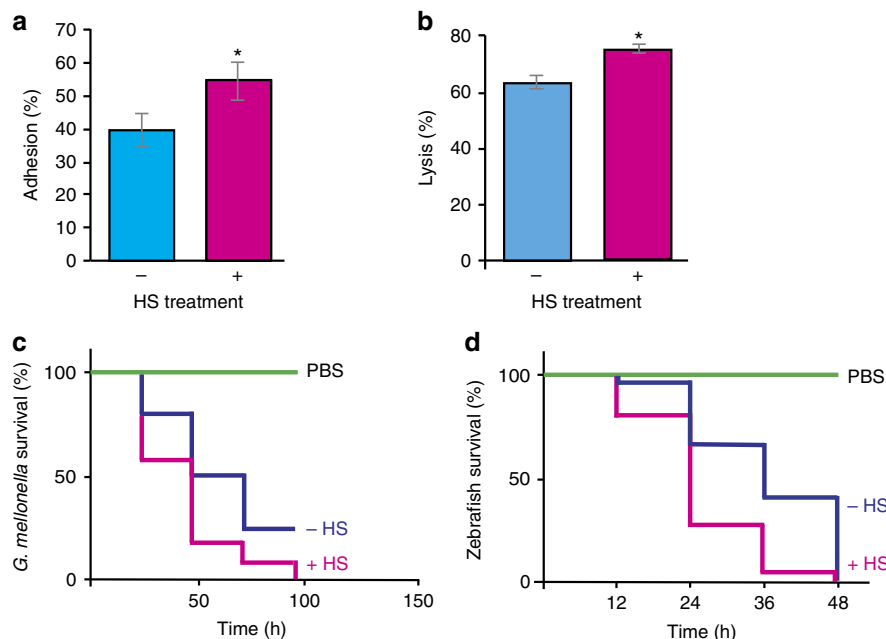 a
70
60
50
40
30
20
10
0
Adhesion (%)
*
– +
HS treatment
b
80
60
40
20
0
Lysis (%)
*
– +
HS treatment
c
100
50
0
G. mellonella survival (%)
PBS
– HS
+ HS
50 100 150
Time (h)
d
100
50
0
Zebrafish survival (%)
PBS
– HS
+ HS
12 24 36 48
Time (h)